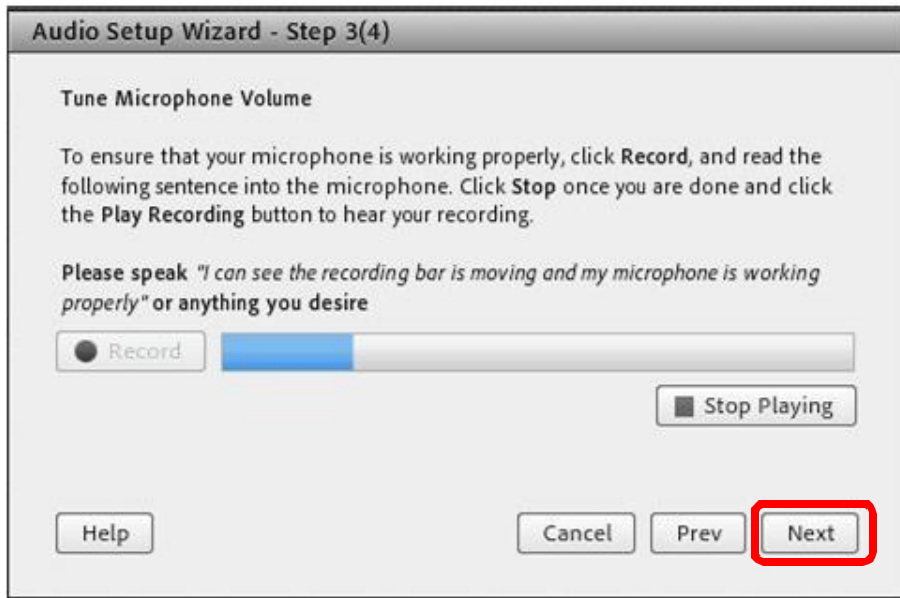 Audio Setup Wizard - Step 3(4)
Tune Microphone Volume
To ensure that your microphone is working properly, click Record, and read the
following sentence into the microphone. Click Stop once you are done and click
the Play Recording button to hear your recording.
Please speak "I can see the recording bar is moving and my microphone is working
properly" or anything you desire
Record
Stop Playing
Help Cancel Prev Next